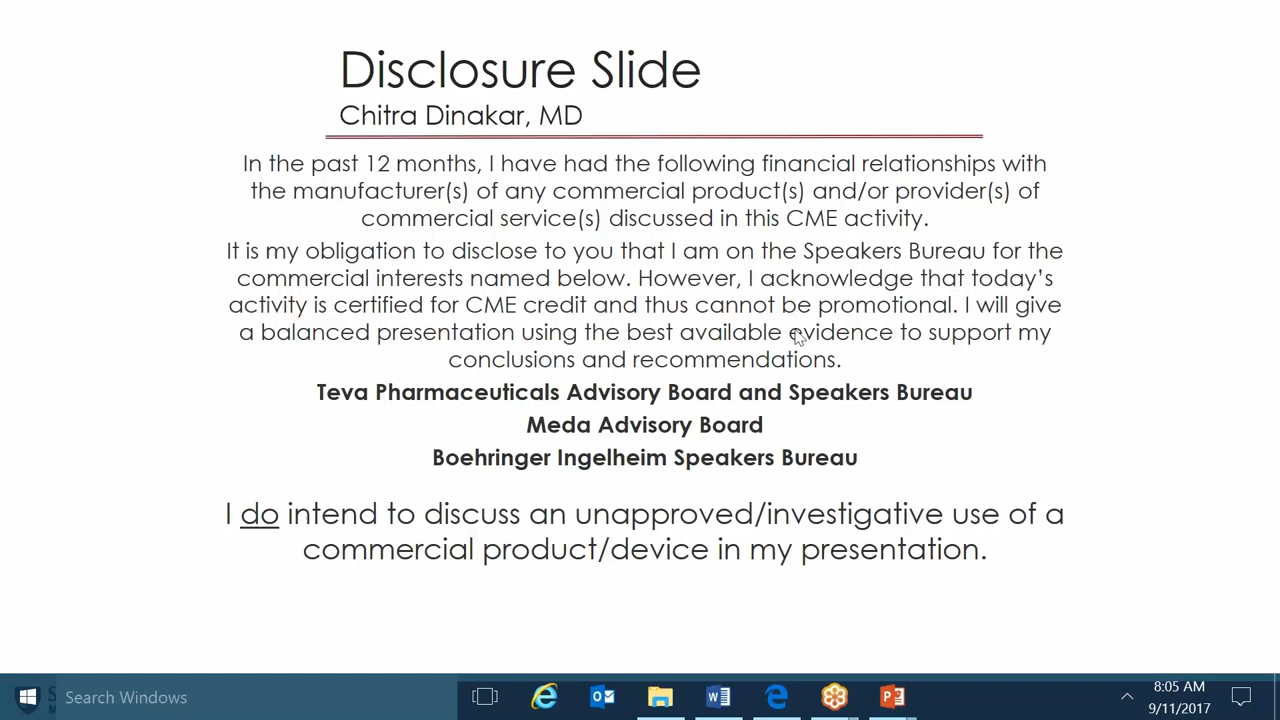 Disclosure Slide
Chitra Dinakar, MD
In the past 12 months, I have had the following financial relationships with
the manufacturer(s) of any commercial product(s) and/or provider(s) of
commercial service(s) discussed in this CME activity.
It is my obligation to disclose to you that I am on the Speakers Bureau for the
commercial interests named below. However, I acknowledge that today’s
activity is certified for CME credit and thus cannot be promotional. I will give
a balanced presentation using the best available evidence to support my
conclusions and recommendations.
Teva Pharmaceuticals Advisory Board and Speakers Bureau
Meda Advisory Board
Boehringer Ingelheim Speakers Bureau
I do intend to discuss an unapproved/investigative use of a
commercial product/device in my presentation.
Search Windows
8:05 AM
9/11/2017